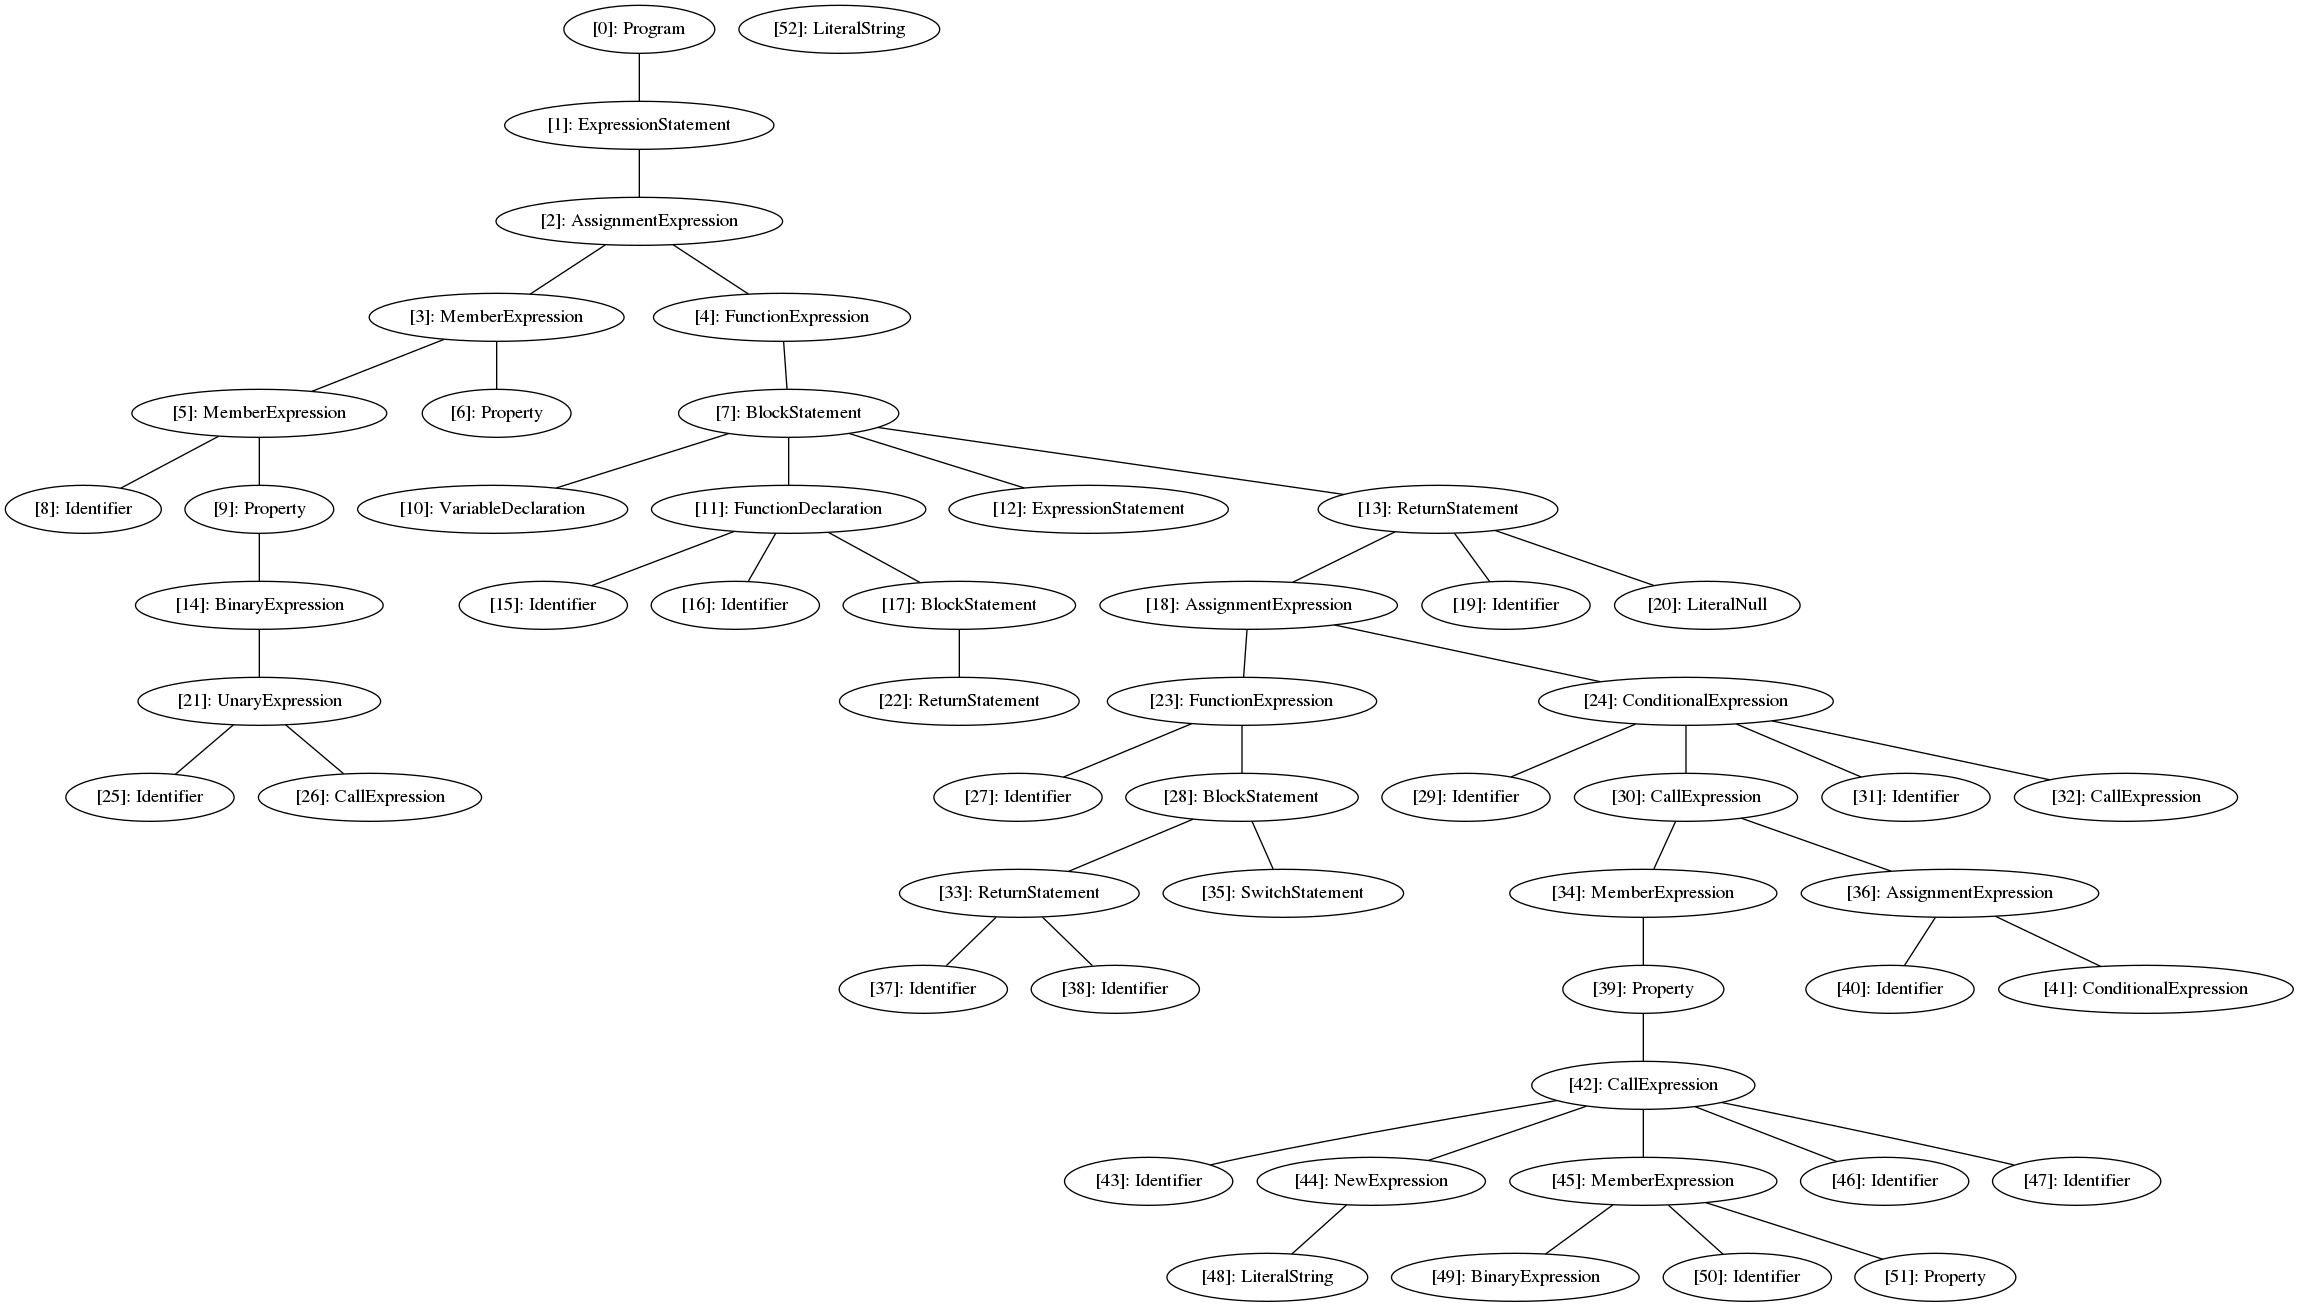 [0]: Program
[52]: LiteralString
[1]: ExpressionStatement
[2]: AssignmentExpression
[3]: MemberExpression
[4]: FunctionExpression
[5]: MemberExpression
[6]: Property
[7]: BlockStatement
[8]: Identifier
[9]: Property
[10]: VariableDeclaration
[11]: FunctionDeclaration
[12]: ExpressionStatement
[13]: ReturnStatement
[14]: BinaryExpression
[15]: Identifier
[16]: Identifier
[17]: BlockStatement
[18]: AssignmentExpression
[19]: Identifier
[20]: LiteralNull
[21]: UnaryExpression
[22]: ReturnStatement
[23]: FunctionExpression
[24]: ConditionalExpression
[25]: Identifier
[26]: CallExpression
[27]: Identifier
[28]: BlockStatement
[29]: Identifier
[30]: CallExpression
[31]: Identifier
[32]: CallExpression
[33]: ReturnStatement
[35]: SwitchStatement
[34]: MemberExpression
[36]: AssignmentExpression
[37]: Identifier
[38]: Identifier
[39]: Property
[40]: Identifier
[41]: ConditionalExpression
[42]: CallExpression
[43]: Identifier
[44]: NewExpression
[45]: MemberExpression
[46]: Identifier
[47]: Identifier
[48]: LiteralString
[49]: BinaryExpression
[50]: Identifier
[51]: Property